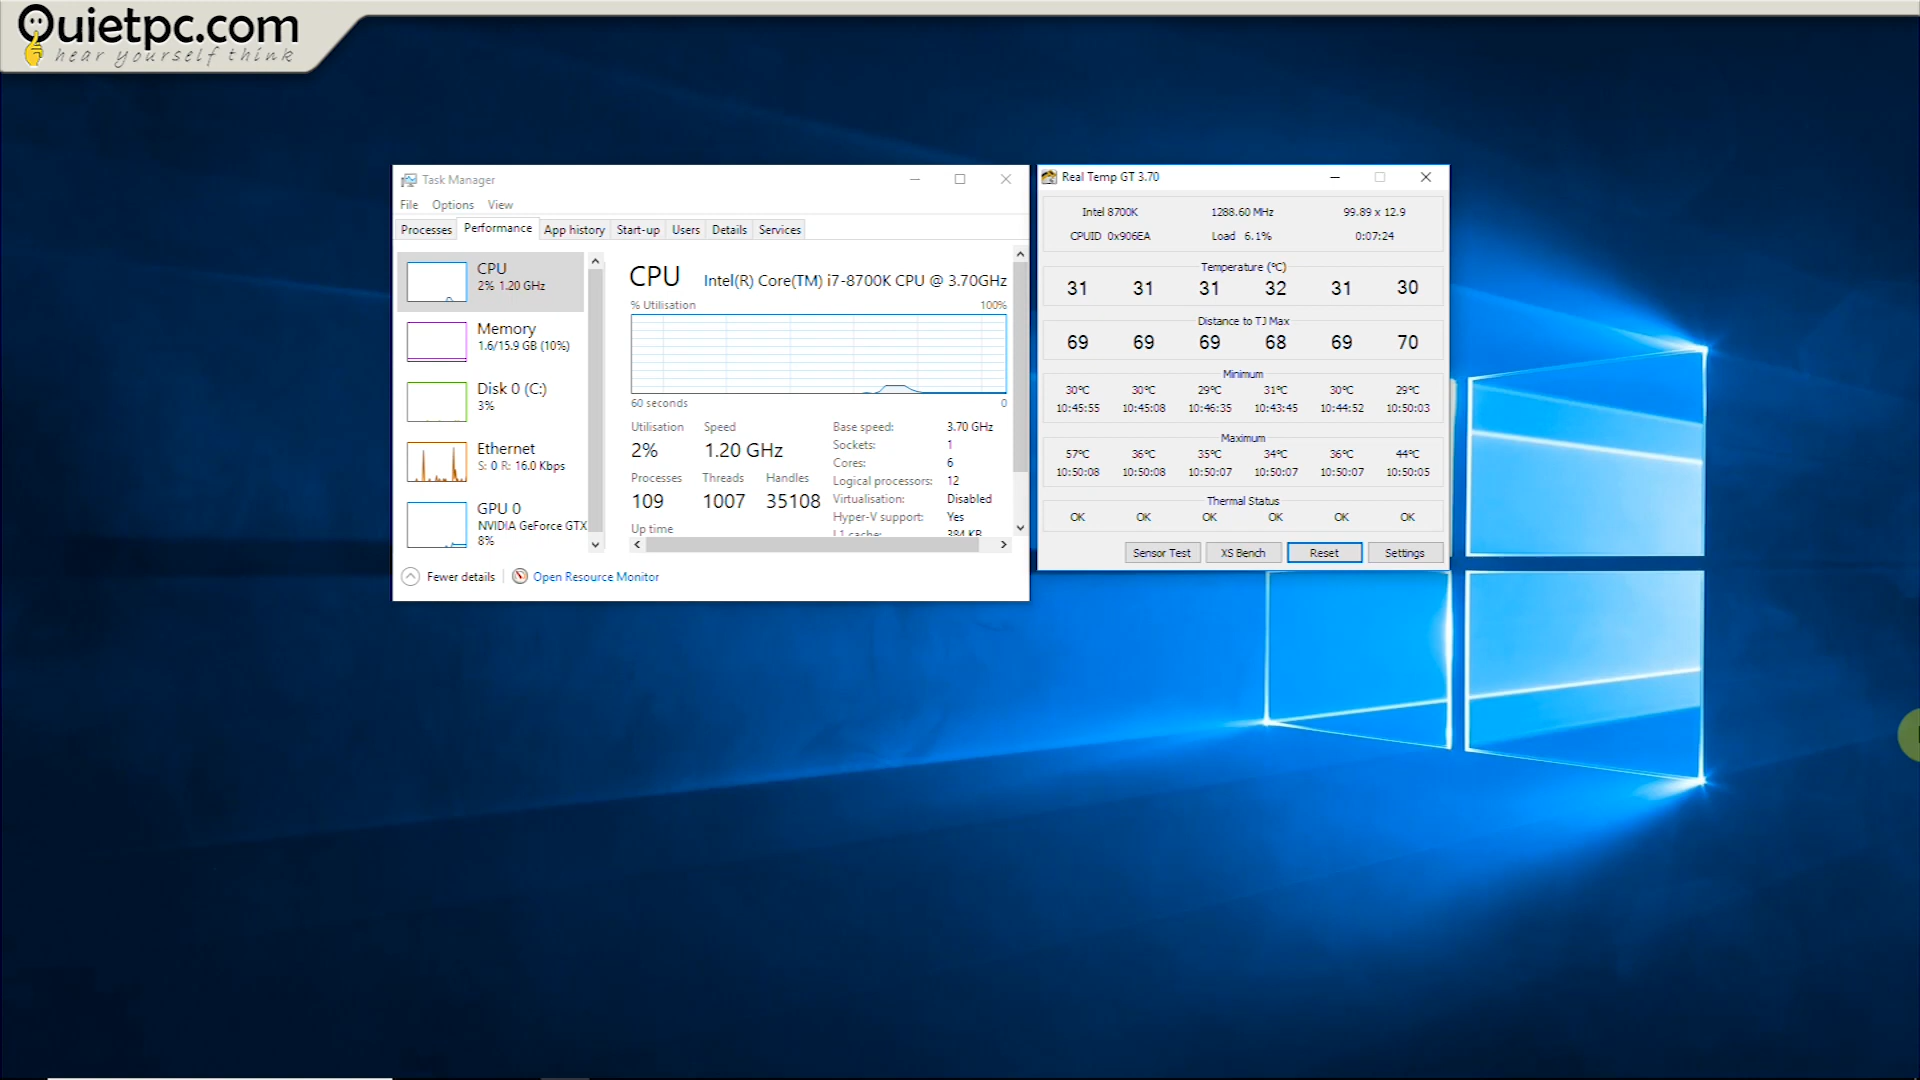 Quietpc.com
hear yourself think
Task Manager
File Options View
Processes Performance App history Start-up Users Details Services
CPU
2% 1.20 GHz
Memory
1.6/15.9 GB (10%)
Disk 0 (C:)
3%
Ethernet
S: 0 R: 16.0 Kbps
GPU 0
NVIDIA GeForce GTX
8%
CPU Intel(R) Core(TM) i7-8700K CPU @ 3.70GHz
% Utilisation 100%
60 seconds 0
Utilisation Speed
2% 1.20 GHz
Processes Threads Handles
109 1007 35108
Up time
Base speed: 3.70 GHz
Sockets: 1
Cores: 6
Logical processors: 12
Virtualisation: Disabled
Hyper-V support: Yes
L1 cache: 384 KB
Fewer details Open Resource Monitor
Real Temp GT 3.70
Intel 8700K 1288.60 MHz 99.89 x 12.9
CPUID 0x906EA Load 6.1% 0:07:24
Temperature (°C)
31 31 31 32 31 30
Distance to TJ Max
69 69 69 68 69 70
Minimum
30°C 30°C 29°C 31°C 30°C 29°C
10:45:55 10:45:08 10:46:35 10:43:45 10:44:52 10:50:03
Maximum
57°C 36°C 35°C 34°C 36°C 44°C
10:50:08 10:50:08 10:50:07 10:50:07 10:50:07 10:50:05
Thermal Status
OK OK OK OK OK OK
Sensor Test XS Bench Reset Settings